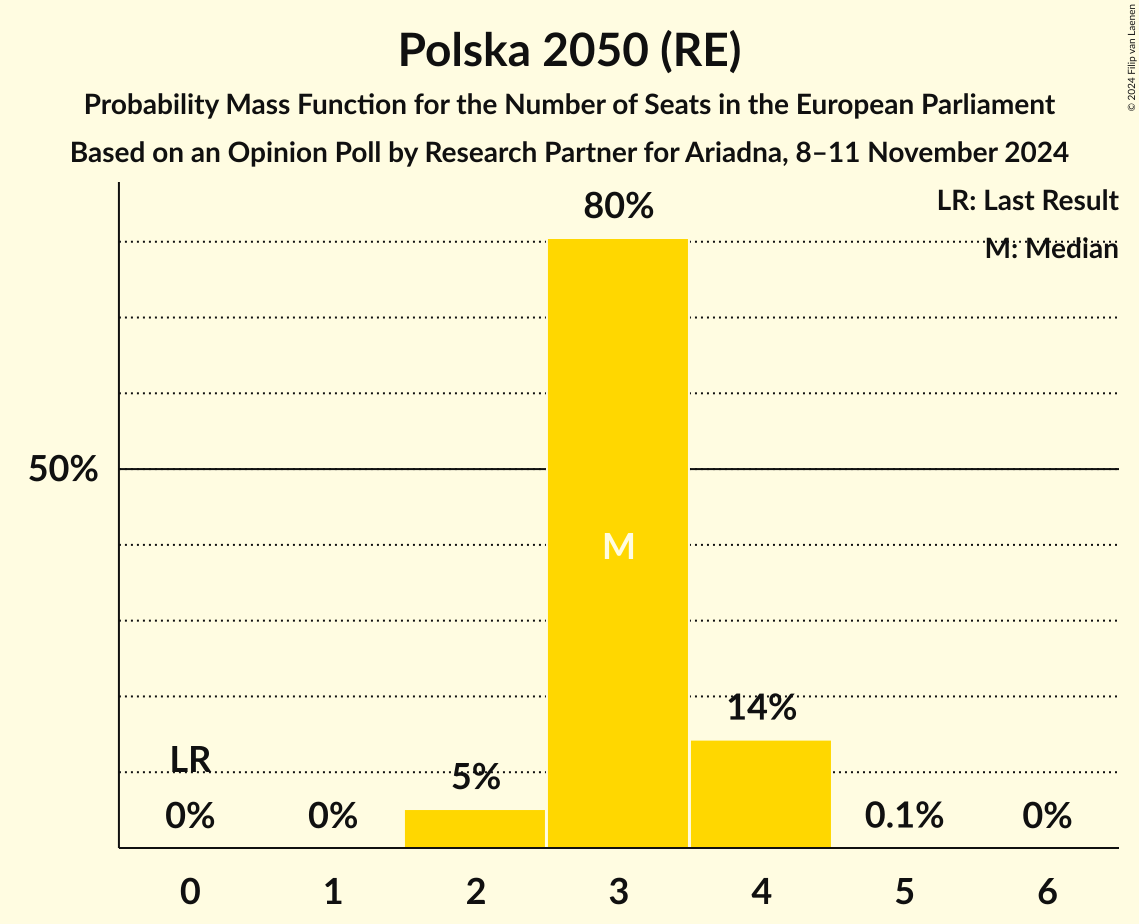 Polska 2050 (RE)
Probability Mass Function for the Number of Seats in the European Parliament
Based on an Opinion Poll by Research Partner for Ariadna, 8–11 November 2024
© 2024 Filip van Laenen
LR: Last Result
M: Median
80%
50%
M
14%
LR
5%
0%
0%
0.1%
0%
0 1 2 3 4 5 6